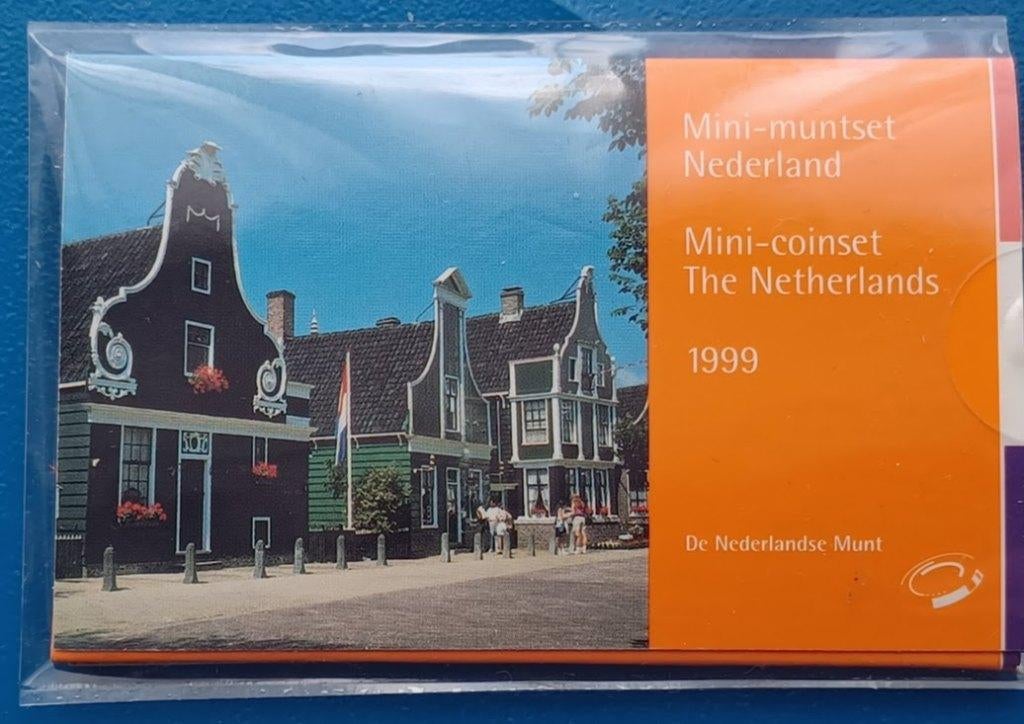 Mini-muntset
Nederland
Mini-coinset
The Netherlands
1999
De Nederlandse Munt